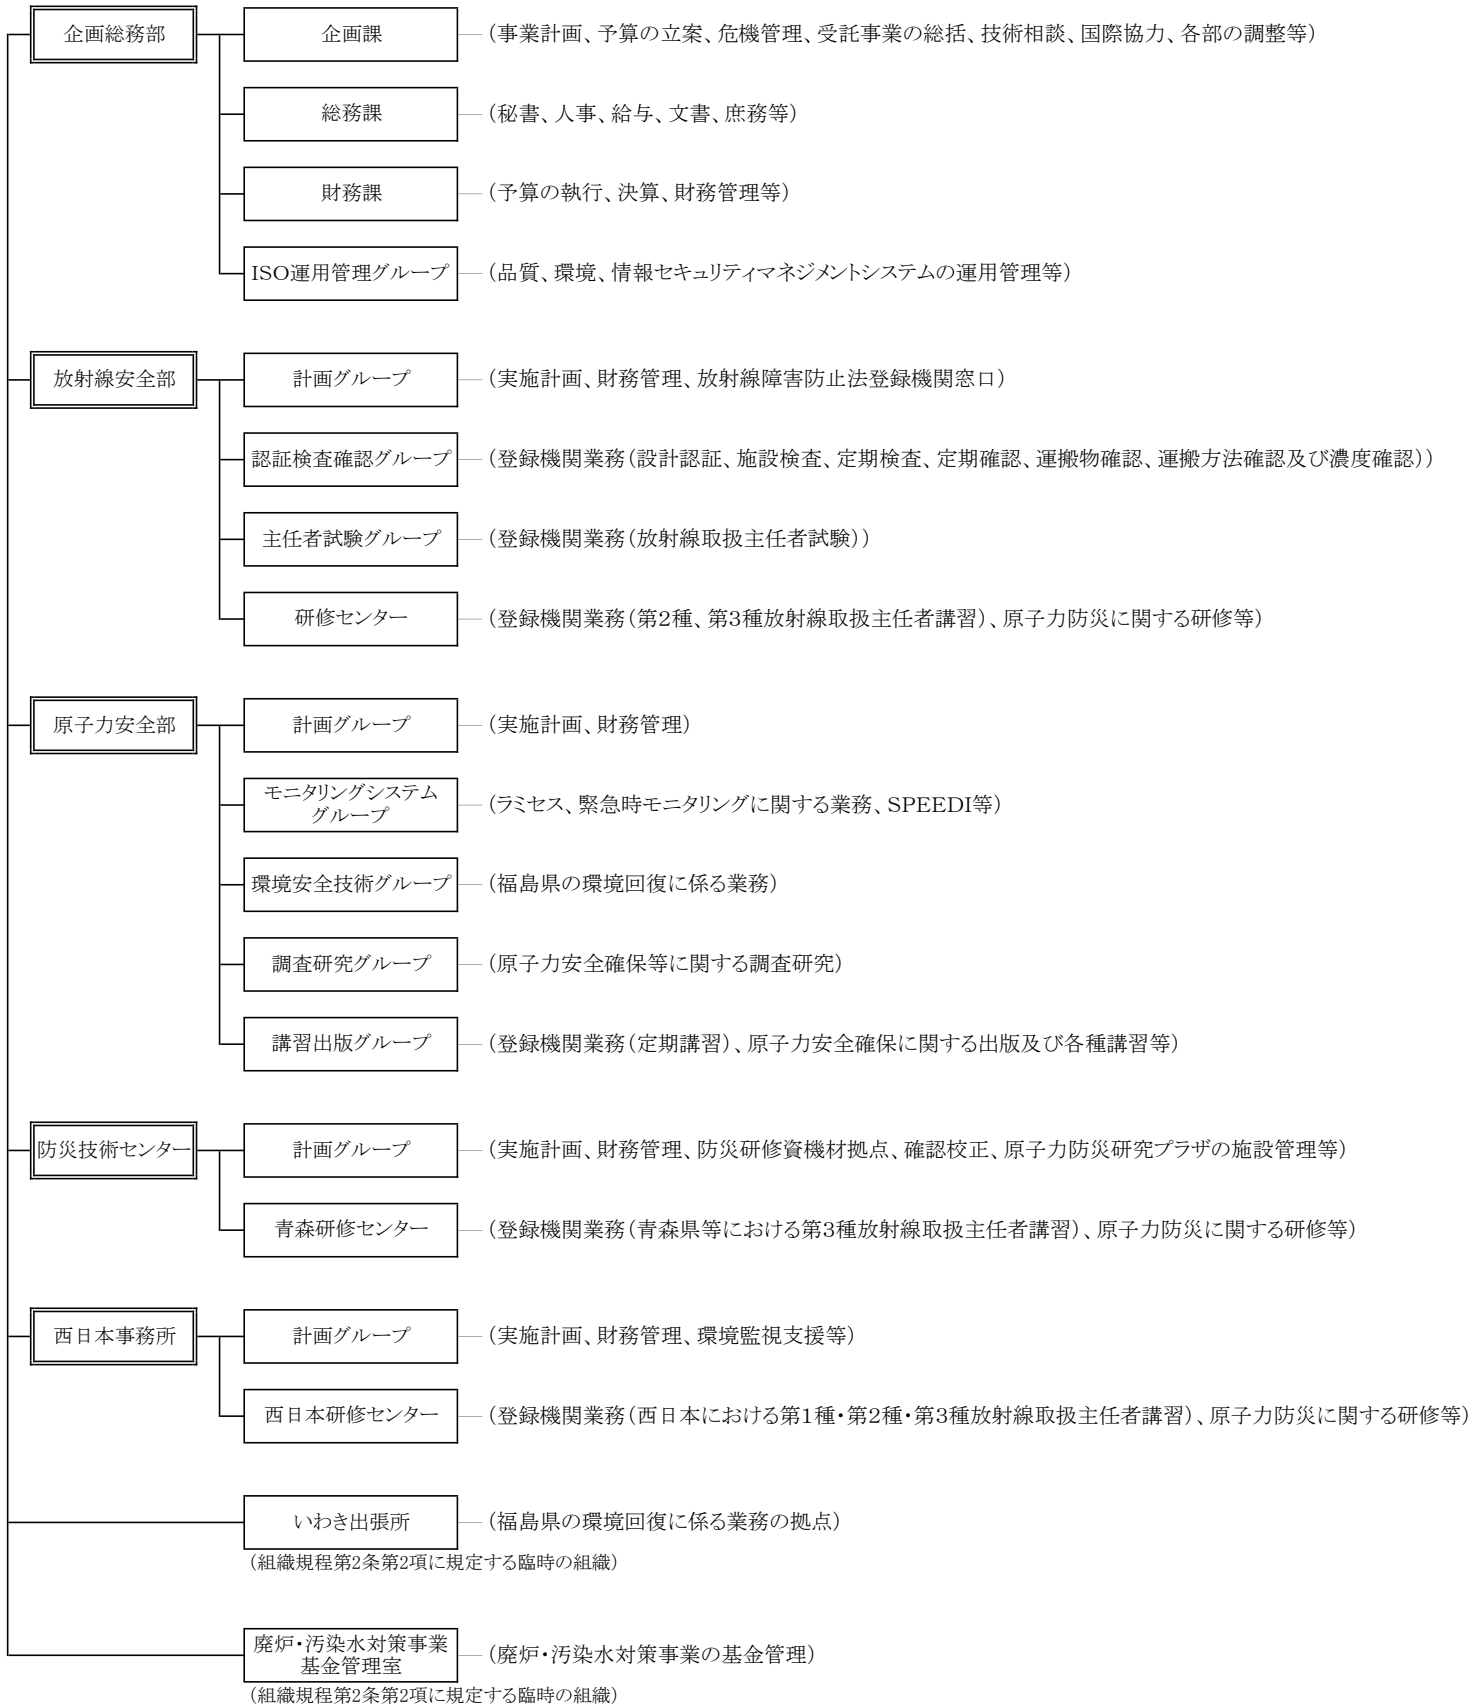 企画総務部
企画課
(事業計画、予算の立案、危機管理、受託事業の総括、技術相談、国際協力、各部の調整等)
総務課
(秘書、人事、給与、文書、庶務等)
財務課
(予算の執行、決算、財務管理等)
ISO運用管理グループ
(品質、環境、情報セキュリティマネジメントシステムの運用管理等)
放射線安全部
計画グループ
(実施計画、財務管理、放射線障害防止法登録機関窓口)
認証検査確認グループ
(登録機関業務(設計認証、施設検査、定期検査、定期確認、運搬物確認、運搬方法確認及び濃度確認))
主任者試験グループ
(登録機関業務(放射線取扱主任者試験))
研修センター
(登録機関業務(第2種、第3種放射線取扱主任者講習)、原子力防災に関する研修等)
原子力安全部
計画グループ
(実施計画、財務管理)
モニタリングシステム
グループ
(ラミセス、緊急時モニタリングに関する業務、SPEEDI等)
環境安全技術グループ
(福島県の環境回復に係る業務)
調査研究グループ
(原子力安全確保等に関する調査研究)
講習出版グループ
(登録機関業務(定期講習)、原子力安全確保に関する出版及び各種講習等)
防災技術センター
計画グループ
(実施計画、財務管理、防災研修資機材拠点、確認校正、原子力防災研究プラザの施設管理等)
青森研修センター
(登録機関業務(青森県等における第3種放射線取扱主任者講習)、原子力防災に関する研修等)
西日本事務所
計画グループ
(実施計画、財務管理、環境監視支援等)
西日本研修センター
(登録機関業務(西日本における第1種・第2種・第3種放射線取扱主任者講習)、原子力防災に関する研修等)
いわき出張所
(福島県の環境回復に係る業務の拠点)
(組織規程第2条第2項に規定する臨時の組織)
廃炉・汚染水対策事業
基金管理室
(廃炉・汚染水対策事業の基金管理)
(組織規程第2条第2項に規定する臨時の組織)